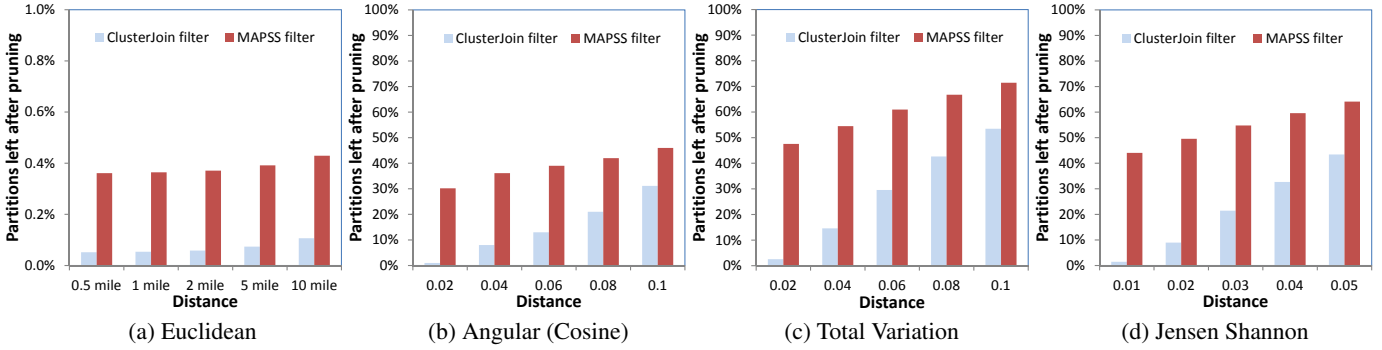 Partitions left after pruning
1.0%
0.8%
0.6%
0.4%
0.2%
0.0%
ClusterJoin filter MAPSS filter
0.5 mile 1 mile 2 mile 5 mile 10 mile
Distance
(a) Euclidean
Partitions left after pruning
100%
90%
80%
70%
60%
50%
40%
30%
20%
10%
0%
ClusterJoin filter MAPSS filter
0.02 0.04 0.06 0.08 0.1
Distance
(b) Angular (Cosine)
Partitions left after pruning
100%
90%
80%
70%
60%
50%
40%
30%
20%
10%
0%
ClusterJoin filter MAPSS filter
0.02 0.04 0.06 0.08 0.1
Distance
(c) Total Variation
Partitions left after pruning
100%
90%
80%
70%
60%
50%
40%
30%
20%
10%
0%
ClusterJoin filter MAPSS filter
0.01 0.02 0.03 0.04 0.05
Distance
(d) Jensen Shannon